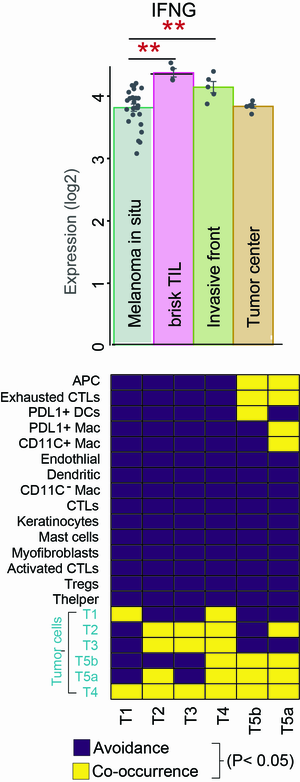 IFNG
**
**
Expression (log2)
4
3
1
0
Melanoma in situ
brisk TIL
Invasive front
Tumor center
APC
Exhausted CTLs
PDL1+ DCs
PDL1+ Mac
CD11C+ Mac
Endothlial
Dendritic
CD11C- Mac
CTLs
Keratinocytes
Mast cells
Myofibroblasts
Activated CTLs
Tregs
Thelper
Tumor cells
T1
T2
T3
T5b
T5a
T4
T1
T2
T3
T4
T5b
T5a
Avoidance
Co-occurrence
(P< 0.05)